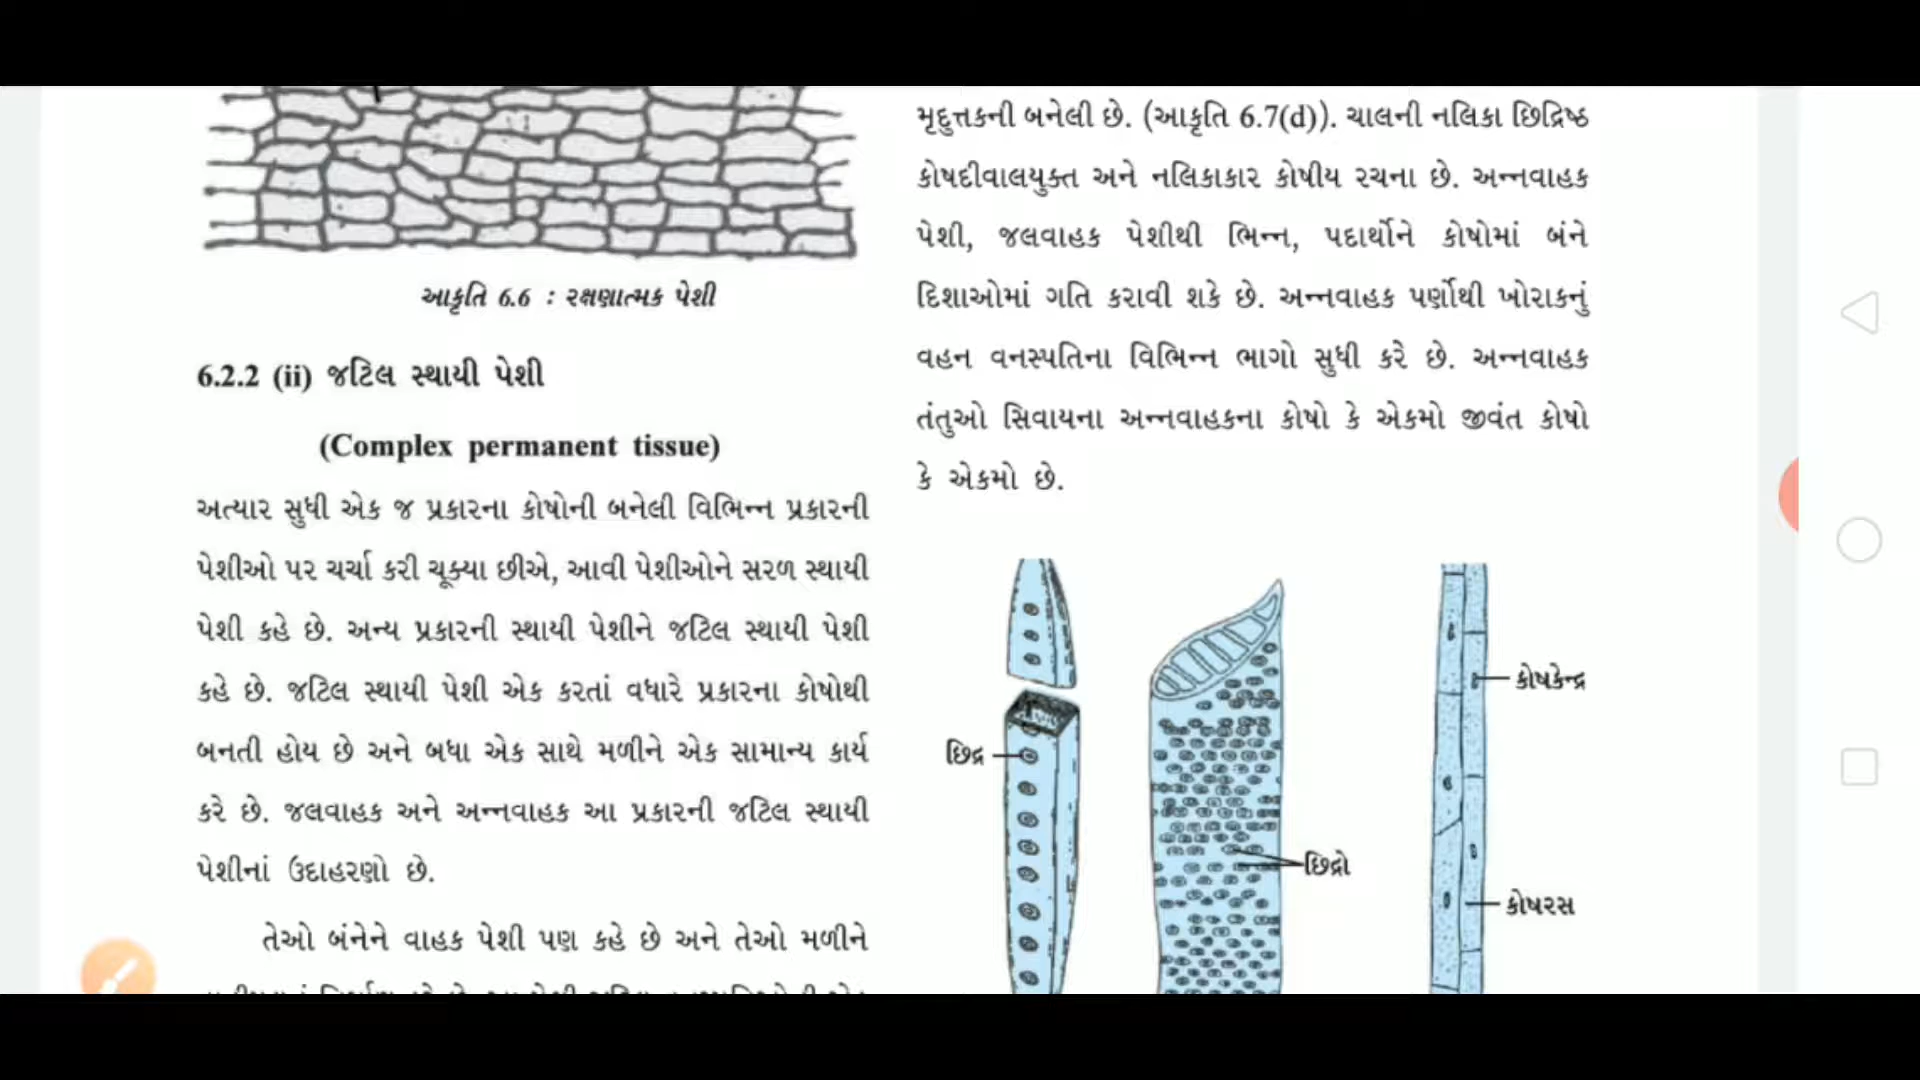 આકૃતિ 6.6 : રક્ષણાત્મક પેશી
6.2.2 (ii) જટિલ સ્થાયી પેશી
(Complex permanent tissue)
અત્યાર સુધી એક જ પ્રકારના કોષોની બનેલી વિભિન્ન પ્રકારની
પેશીઓ પર ચર્ચા કરી ચૂક્યા છીએ, આવી પેશીઓને સરળ સ્થાયી
પેશી કહે છે. અન્ય પ્રકારની સ્થાયી પેશીને જટિલ સ્થાયી પેશી
કહે છે. જટિલ સ્થાયી પેશી એક કરતાં વધારે પ્રકારના કોષોથી
બનતી હોય છે અને બધા એક સાથે મળીને એક સામાન્ય કાર્ય
કરે છે. જલવાહક અને અન્નવાહક આ પ્રકારની જટિલ સ્થાયી
પેશીનાં ઉદાહરણો છે.
તેઓ બંનેને વાહક પેશી પણ કહે છે અને તેઓ મળીને
મૃદુત્તકની બનેલી છે. (આકૃતિ 6.7(d)). ચાલની નલિકા છિદ્રિષ્ઠ
કોષદીવાલયુક્ત અને નલિકાકાર કોષીય રચના છે. અન્નવાહક
પેશી, જલવાહક પેશીથી ભિન્ન, પદાર્થોને કોષોમાં બંને
દિશાઓમાં ગતિ કરાવી શકે છે. અન્નવાહક પર્ણોથી ખોરાકનું
વહન વનસ્પતિના વિભિન્ન ભાગો સુધી કરે છે. અન્નવાહક
તંતુઓ સિવાયના અન્નવાહકના કોષો કે એકમો જીવંત કોષો
કે એકમો છે.
છિદ્ર
છિદ્રો
કોષકેન્દ્ર
કોષરસ